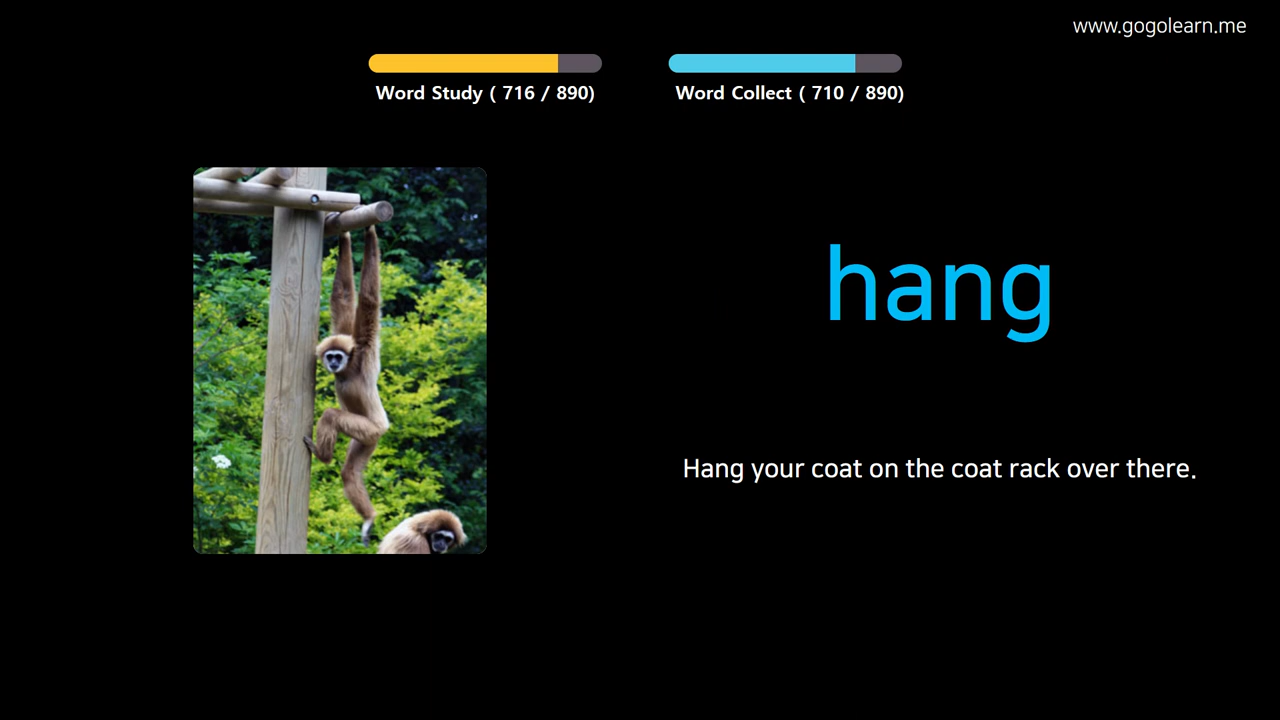 www.gogolearn.me
Word Study ( 716 / 890)
Word Collect ( 710 / 890)
hang
Hang your coat on the coat rack over there.